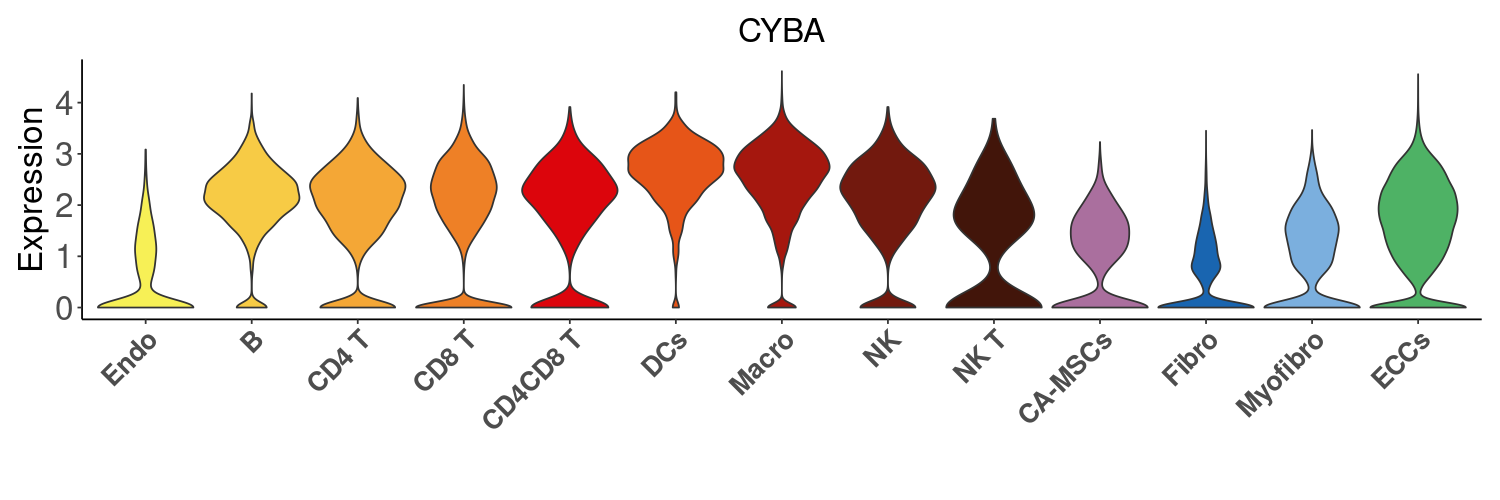 CYBA
Expression
4
3
2
1
0
Endo
B
CD4 T
CD8 T
CD4CD8 T
DCs
Macro
NK
NK T
CA-MSCs
Fibro
Myofibro
ECCs